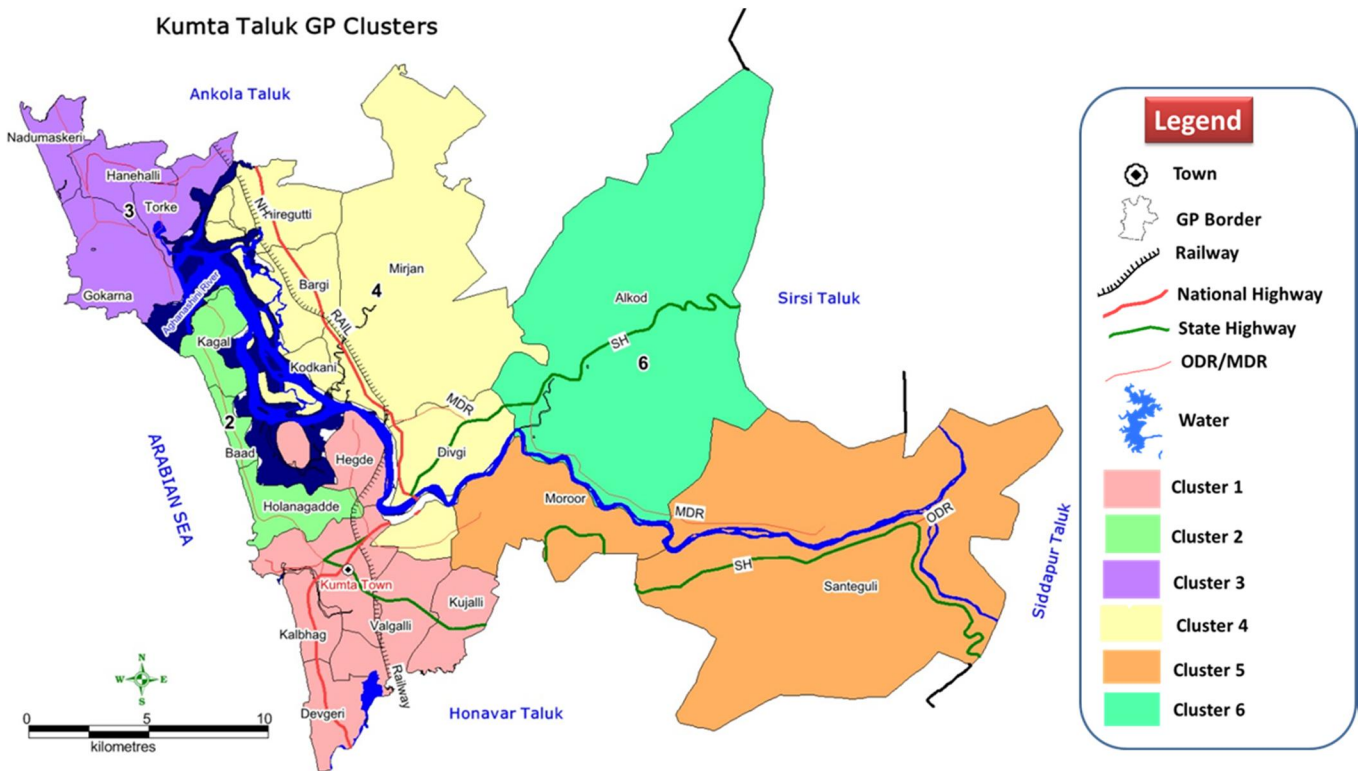 Kumta Taluk GP Clusters
Ankola Taluk
Nadumaskeri
Hanehalli
Torke
3
Gokarna
Aghanashini River
NH
iregutti
Bargi
4
Mirjan
RAIL
Kagal
Kodkani
2
Baad
Hegde
Holanagadde
ARABIAN SEA
MDR
Divgi
Alkod
SH
6
Sirsi Taluk
Moroor
MDR
ODR
SH
Santeguli
Siddapur Taluk
Kumta Town
Kujalli
Kalbhag
Valgalli
Railway
Devgeri
Honavar Taluk
N
W E
S
0 5 10
kilometres
Legend
Town
GP Border
Railway
National Highway
State Highway
ODR/MDR
Water
Cluster 1
Cluster 2
Cluster 3
Cluster 4
Cluster 5
Cluster 6